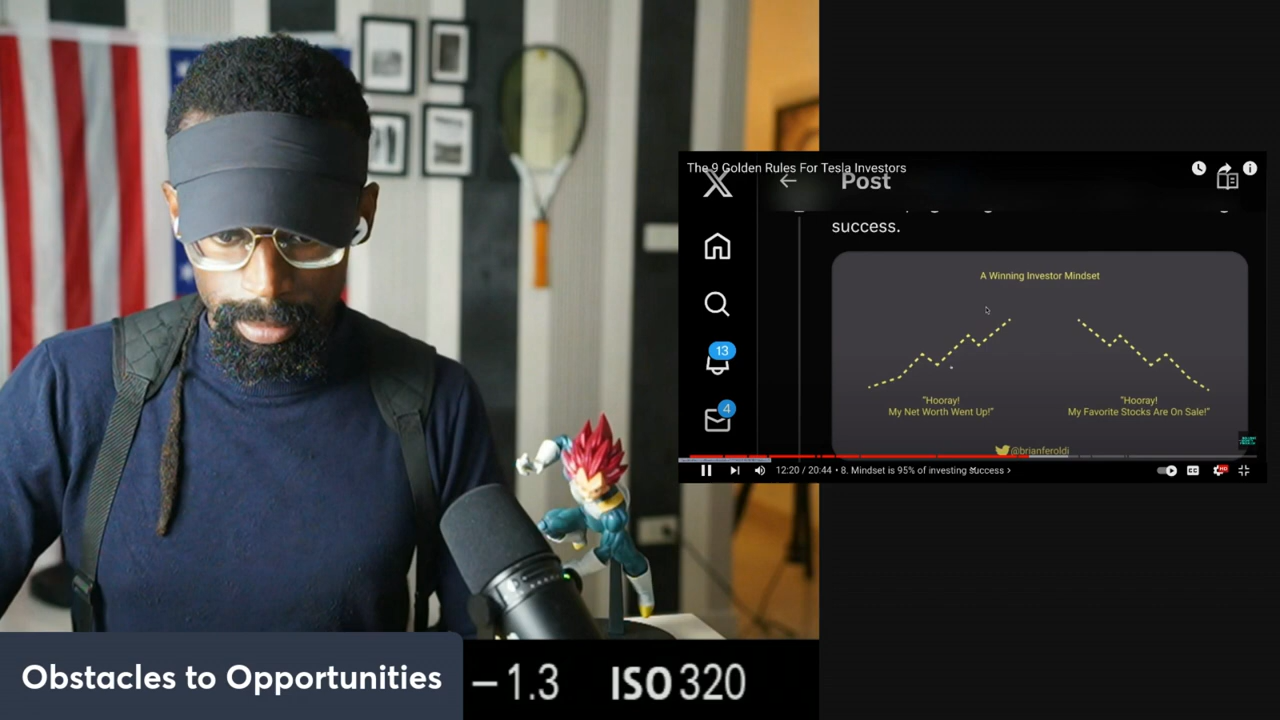 The 9 Golden Rules For Tesla Investors
Post
success.
A Winning Investor Mindset
13
4
"Hooray!
My Net Worth Went Up!"
"Hooray!
My Favorite Stocks Are On Sale!"
@brianferoldi
12:20 / 20:44 • 8. Mindset is 95% of investing success >
CC
HD
Obstacles to Opportunities
– 1.3 ISO 320